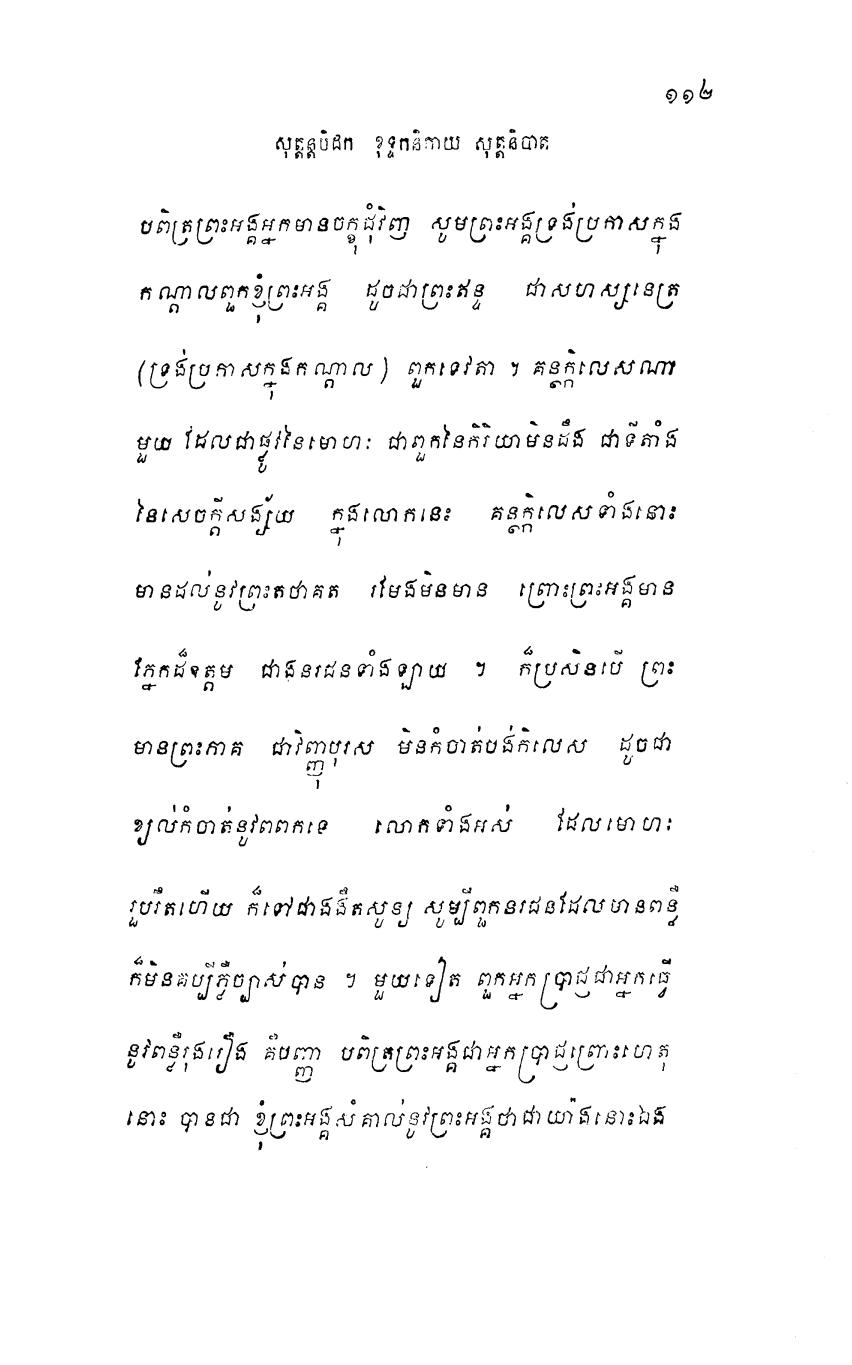 ១១២
សុត្តន្តបិដក ខុទ្ទកនិកាយ សុត្តនិបាត
បពិត្រព្រះអង្គអ្នកមានចក្ខុជុំវិញ សូមព្រះអង្គទ្រង់ប្រកាសក្នុង
កណ្តាលពួកខ្ញុំព្រះអង្គ ដូចជាព្រះឥន្ទ ជាសហស្សនេត្រ
(ទ្រង់ប្រកាសក្នុងកណ្តាល) ពួកទេវតា ។ គន្ថក្កិលេសណា
មួយ ដែលជាផ្លូវនៃមោហៈ ជាពួកនៃកិរិយាមិនដឹង ជាទីតាំង
នៃសេចក្តីសង្ស័យ ក្នុងលោកនេះ គន្ថក្កិលេសទាំងនោះ
មានដល់នូវព្រះតថាគត រមែងមិនមាន ព្រោះព្រះអង្គមាន
ភ្នែកដ៏ឧត្តម ជាងនរជនទាំងឡាយ ។ ក៏ប្រសិនបើ ព្រះ
មានព្រះភាគ ជាវិញ្ញូបុរស មិនកំចាត់បង់កិលេស ដូចជា
ខ្យល់កំចាត់នូវពពកទេ លោកទាំងអស់ ដែលមោហៈ
រួបរឹតហើយ ក៏ទៅជាងងឹតសូន្យ សូម្បីពួកនរជនដែលមានពន្លឺ
ក៏មិនគប្បីភ្លឺច្បាស់បាន ។ មួយទៀត ពួកអ្នកប្រាជ្ញជាអ្នកធ្វើ
នូវពន្លឺរុងរឿង គឺបញ្ញា បពិត្រព្រះអង្គជាអ្នកប្រាជ្ញព្រោះហេតុ
នោះ បានជា ខ្ញុំព្រះអង្គសំគាល់នូវព្រះអង្គថាជាយ៉ាងនោះឯង